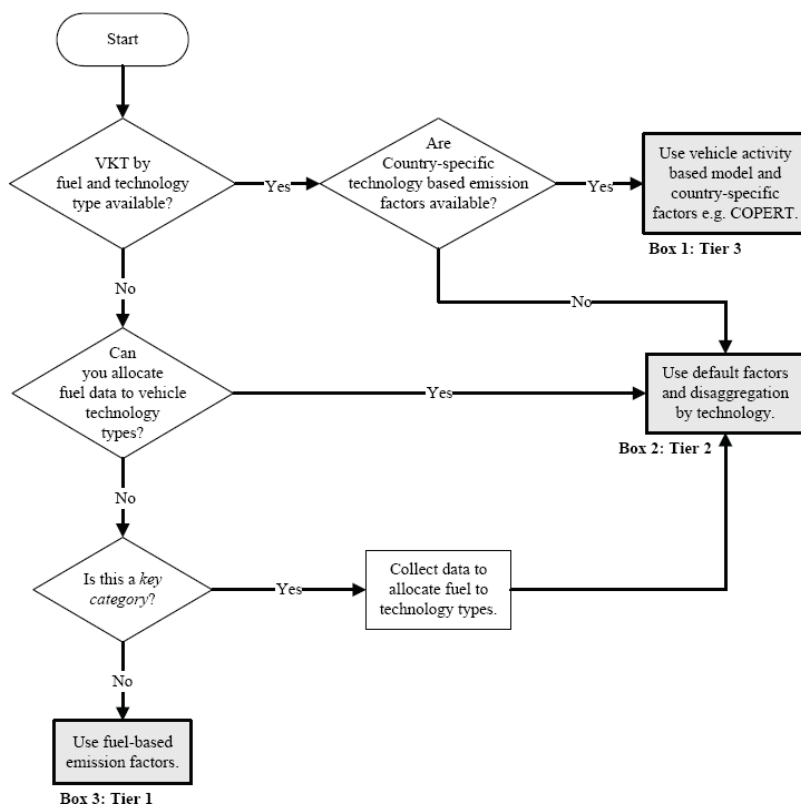 Start
VKT by
fuel and technology
type available?
Yes
Are
Country-specific
technology based emission
factors available?
Yes
Use vehicle activity
based model and
country-specific
factors e.g. COPERT.
Box 1: Tier 3
No
No
Can
you allocate
fuel data to vehicle
technology
types?
Yes
Use default factors
and disaggregation
by technology.
Box 2: Tier 2
No
Is this a key
category?
Yes
Collect data to
allocate fuel to
technology types.
No
Use fuel-based
emission factors.
Box 3: Tier 1